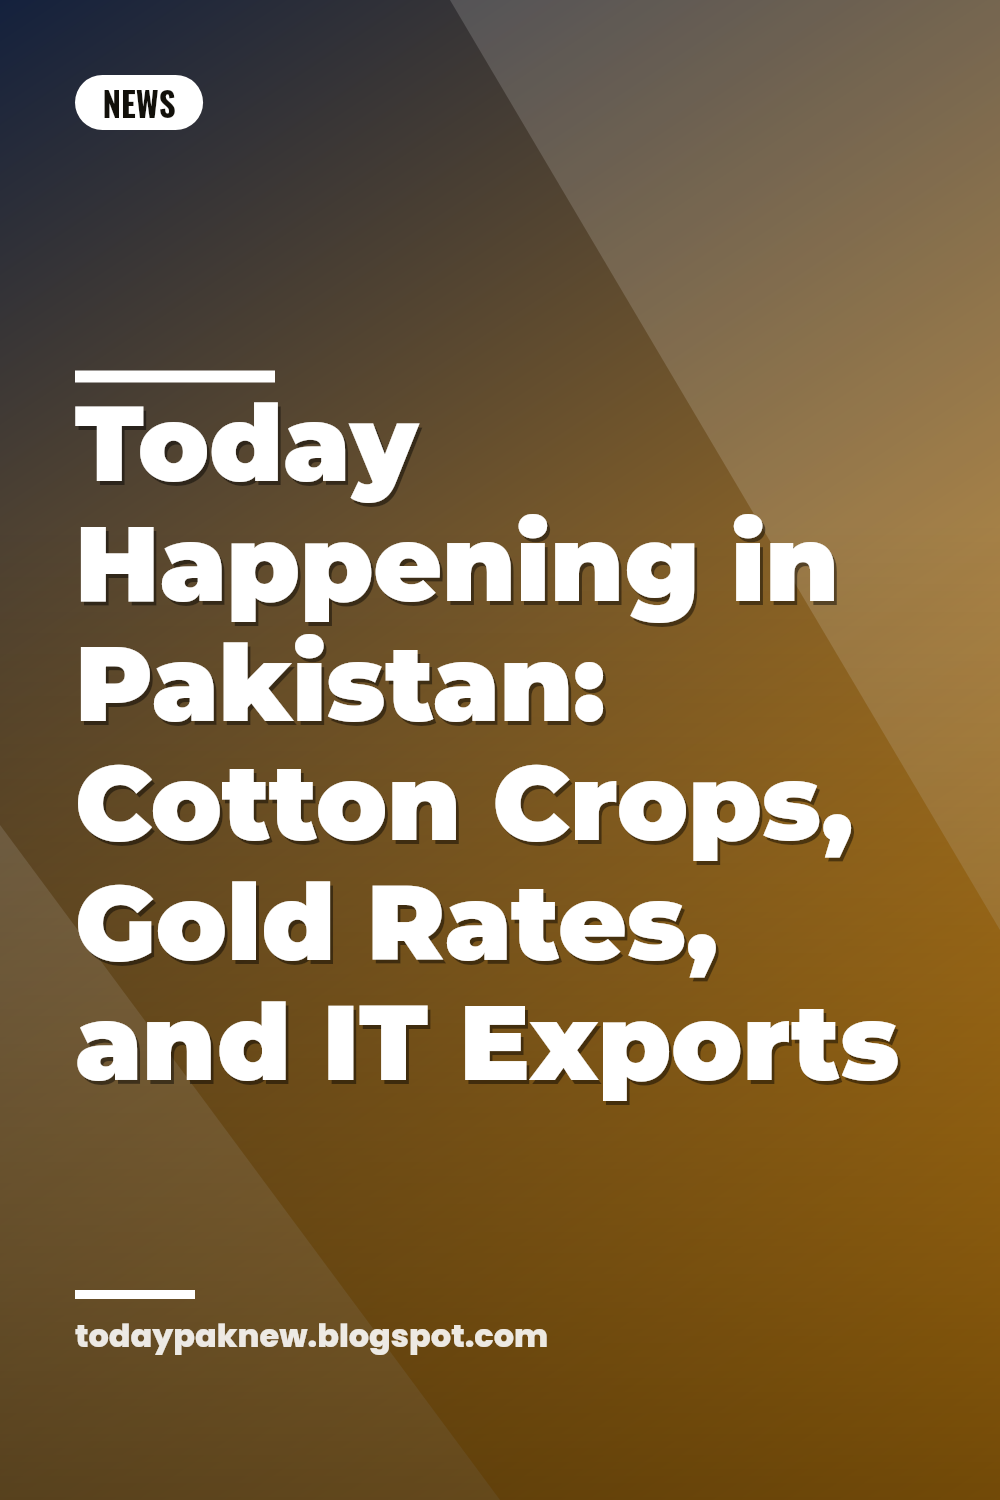 NEWS
Today
Happening in
Pakistan:
Cotton Crops,
Gold Rates,
and IT Exports
todaypaknew.blogspot.com